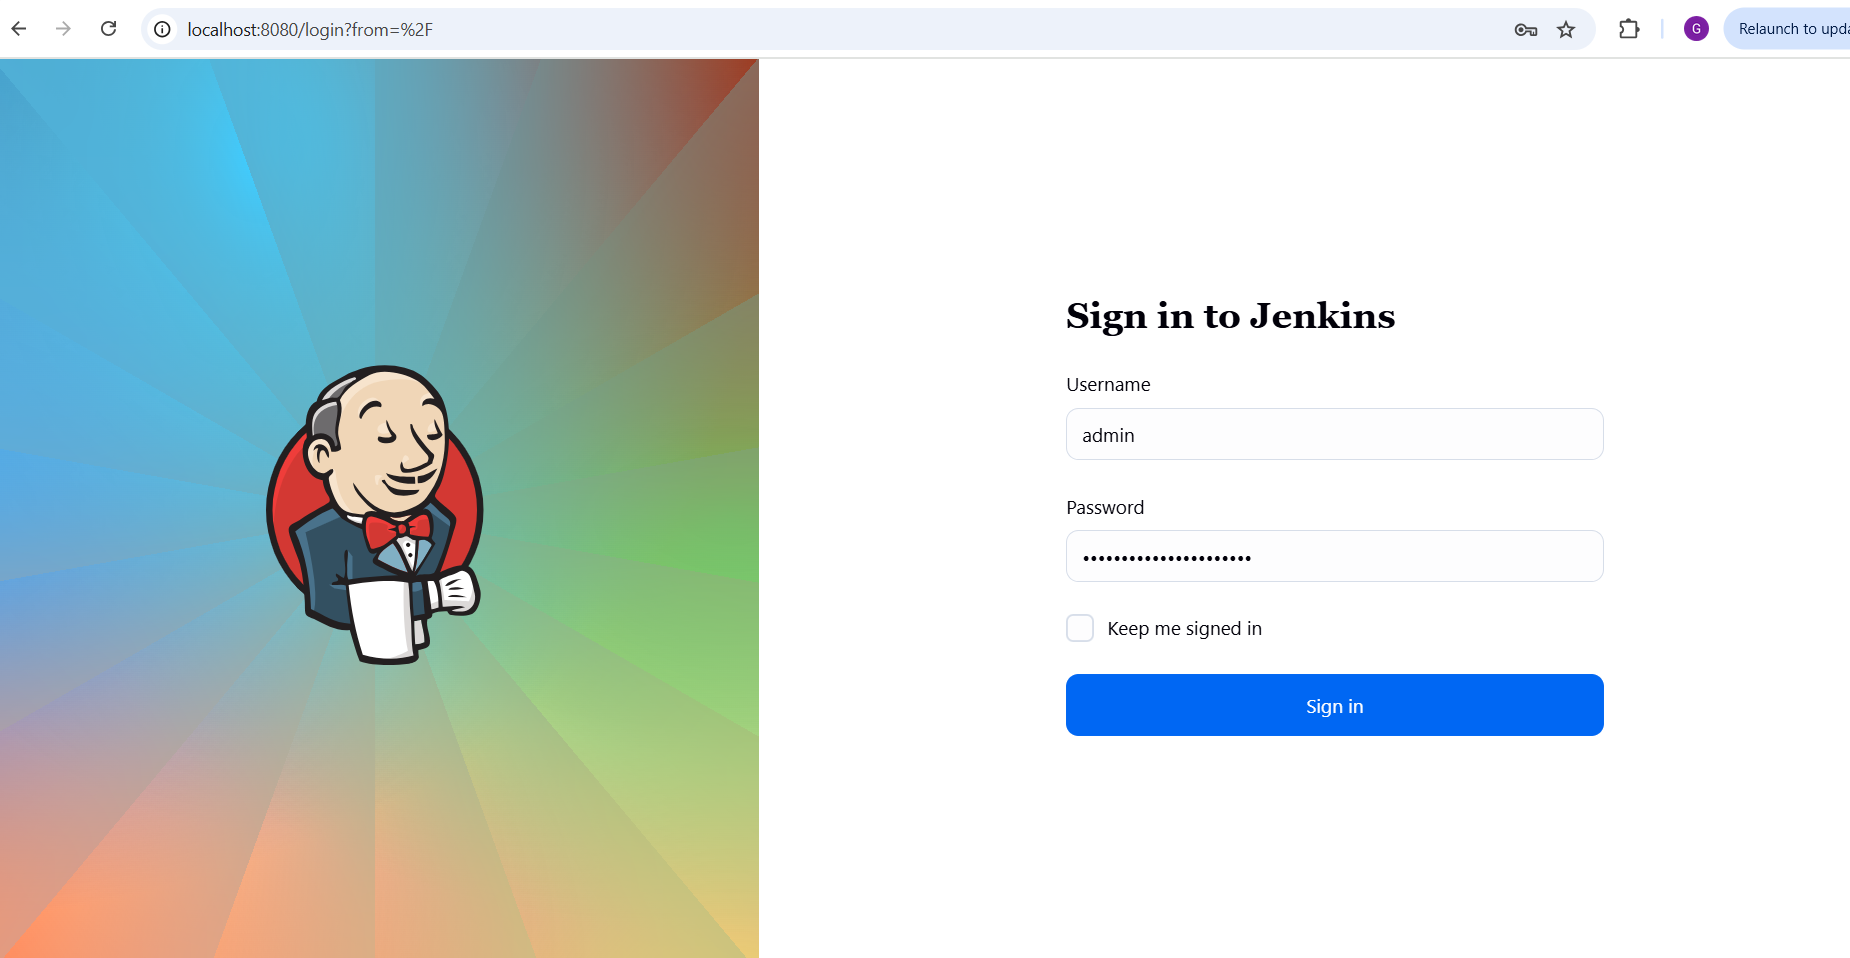 localhost:8080/login?from=%2F
G
Relaunch to upda
Sign in to Jenkins
Username
admin
Password
••••••••••••••••••••••
Keep me signed in
Sign in